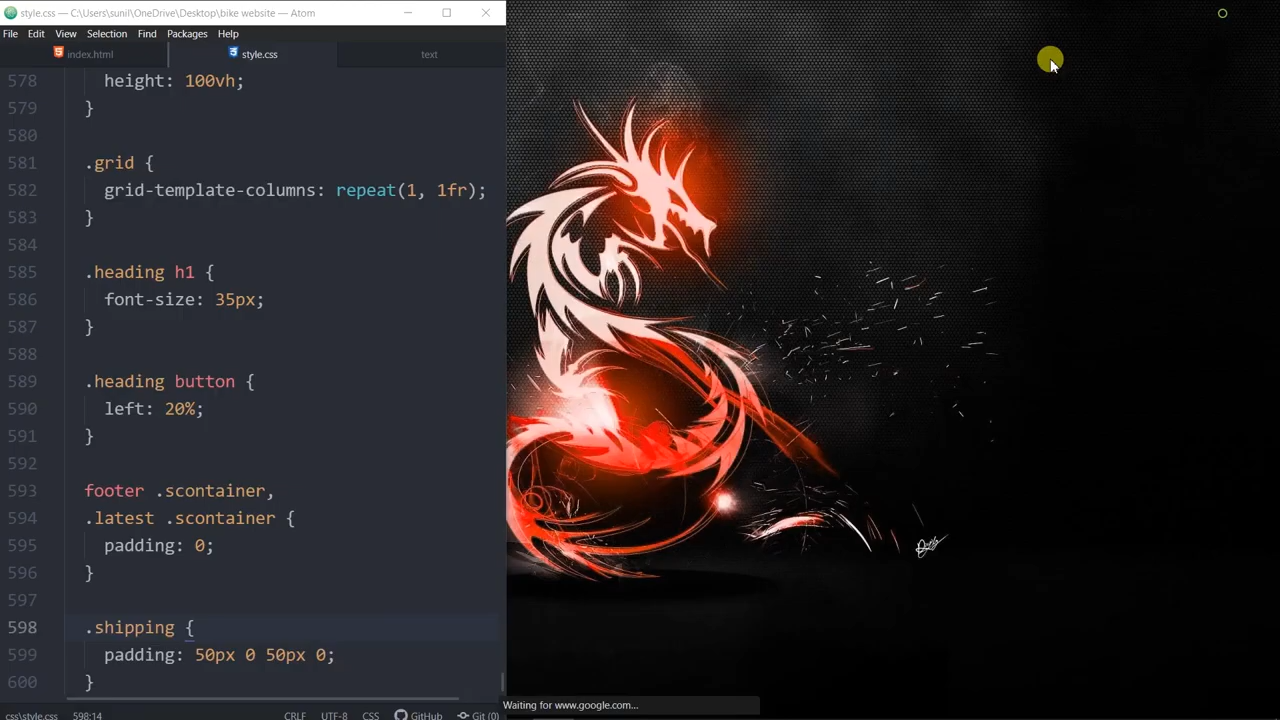 style.css — C:\Users\sunil\OneDrive\Desktop\bike website — Atom
File Edit View Selection Find Packages Help
index.html style.css text
578 height: 100vh;
579 }
580
581 .grid {
582 grid-template-columns: repeat(1, 1fr);
583 }
584
585 .heading h1 {
586 font-size: 35px;
587 }
588
589 .heading button {
590 left: 20%;
591 }
592
593 footer .scontainer,
594 .latest .scontainer {
595 padding: 0;
596 }
597
598 .shipping {
599 padding: 50px 0 50px 0;
600 }
Waiting for www.google.com...
css\style.css 598:14 CRLF UTF-8 CSS GitHub Git (0)